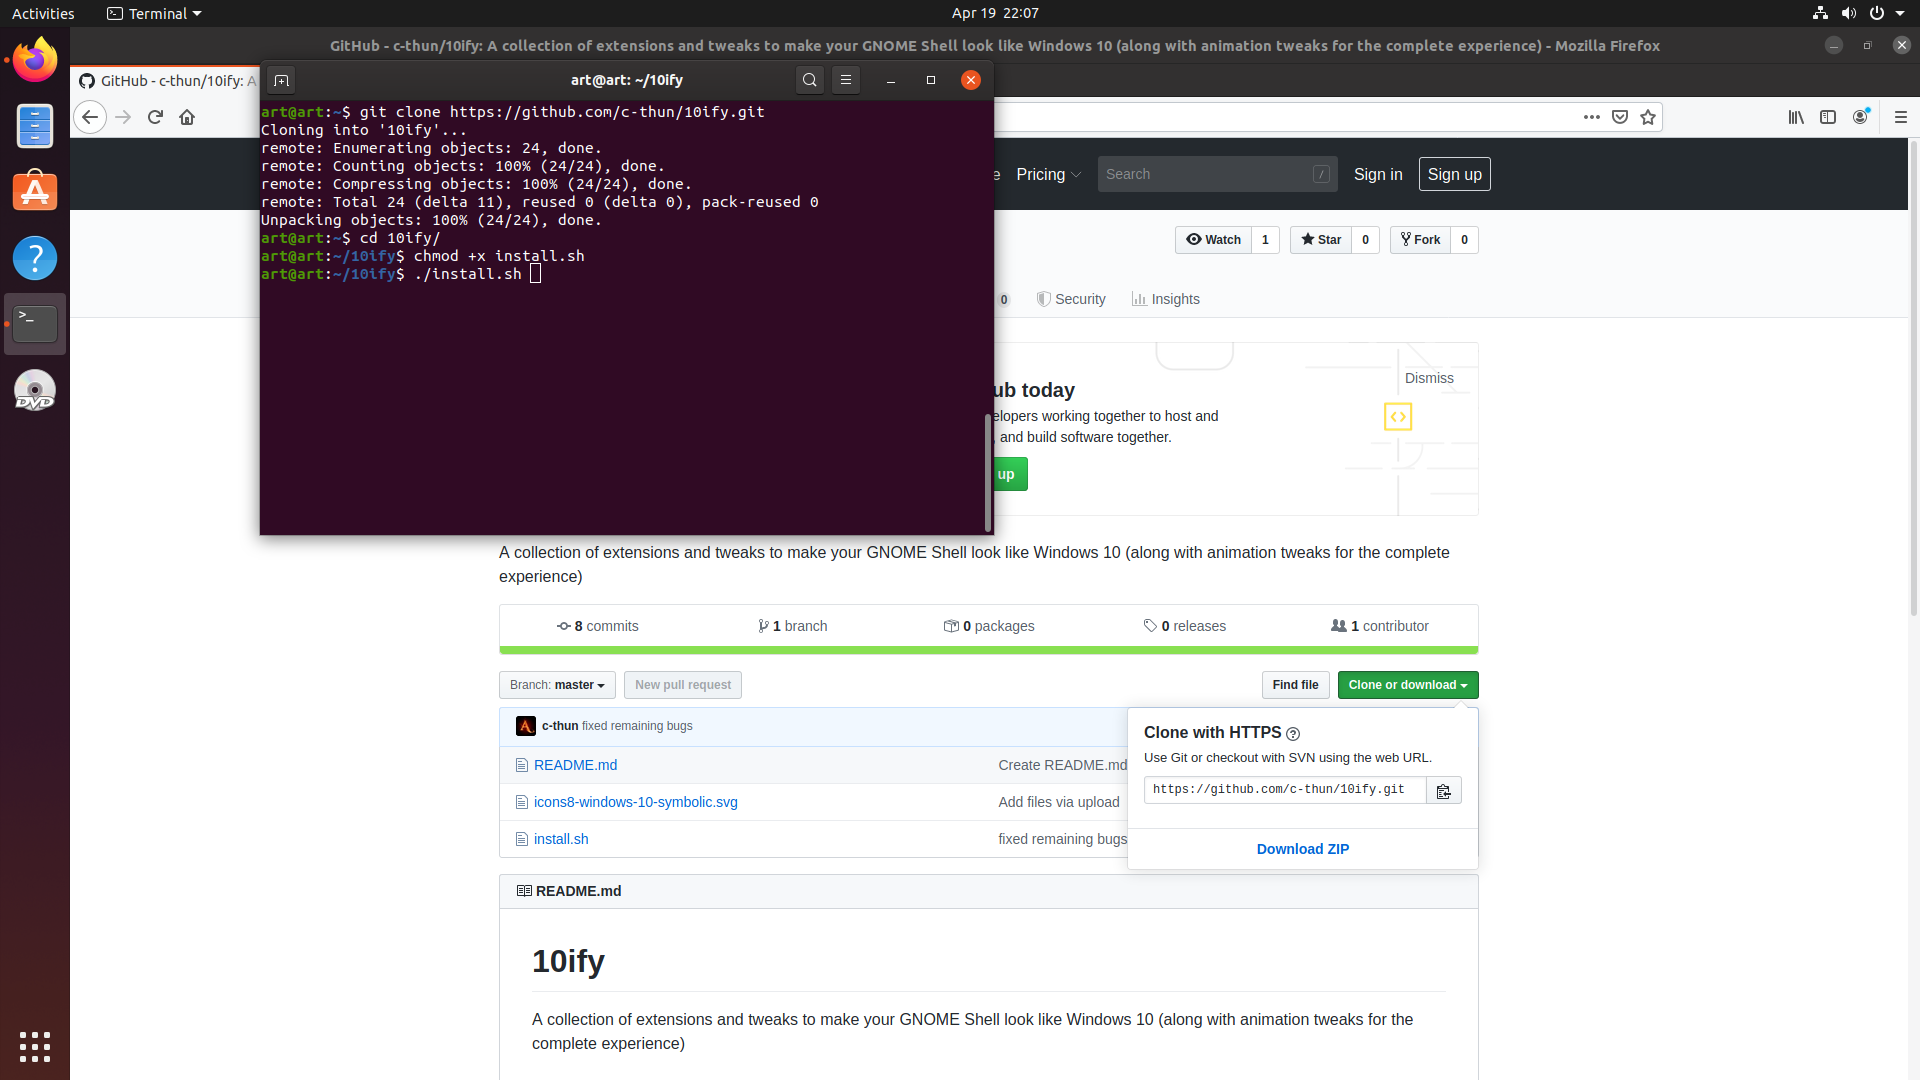 Activities
Terminal
Apr 19 22:07
GitHub - c-thun/10ify: A collection of extensions and tweaks to make your GNOME Shell look like Windows 10 (along with animation tweaks for the complete experience) - Mozilla Firefox
GitHub - c-thun/10ify: A
art@art: ~/10ify
art@art:~$ git clone https://github.com/c-thun/10ify.git
Cloning into '10ify'...
remote: Enumerating objects: 24, done.
remote: Counting objects: 100% (24/24), done.
remote: Compressing objects: 100% (24/24), done.
remote: Total 24 (delta 11), reused 0 (delta 0), pack-reused 0
Unpacking objects: 100% (24/24), done.
art@art:~$ cd 10ify/
art@art:~/10ify$ chmod +x install.sh
art@art:~/10ify$ ./install.sh
e Pricing
Search /
Sign in
Sign up
Watch 1
Star 0
Fork 0
0
Security
Insights
ub today
Dismiss
elopers working together to host and
, and build software together.
up
A collection of extensions and tweaks to make your GNOME Shell look like Windows 10 (along with animation tweaks for the complete
experience)
8 commits
1 branch
0 packages
0 releases
1 contributor
Branch: master
New pull request
Find file
Clone or download
c-thun fixed remaining bugs
README.md
Create README.md
icons8-windows-10-symbolic.svg
Add files via upload
install.sh
fixed remaining bugs
Clone with HTTPS
Use Git or checkout with SVN using the web URL.
https://github.com/c-thun/10ify.git
Download ZIP
README.md
10ify
A collection of extensions and tweaks to make your GNOME Shell look like Windows 10 (along with animation tweaks for the
complete experience)
>_
DVD